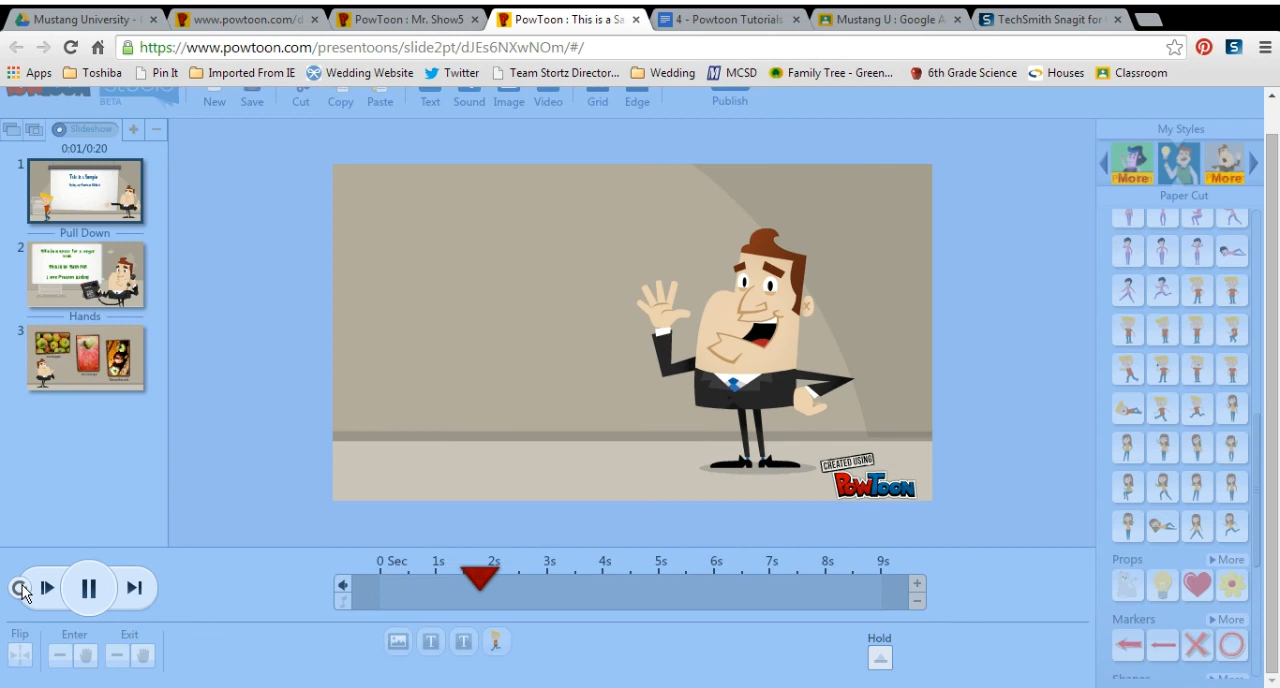 Mustang University -
www.powtoon.com/d
PowToon : Mr. Show5
PowToon : This is a Sa
4 - Powtoon Tutorials
Mustang U : Google A
TechSmith Snagit for
https://www.powtoon.com/presentoons/slide2pt/dJEs6NXwNOm/#/
Apps Toshiba Pin It Imported From IE Wedding Website Twitter Team Stortz Director... Wedding MCSD Family Tree - Green... 6th Grade Science Houses Classroom
BETA
New Save Cut Copy Paste Text Sound Image Video Grid Edge Publish
Slideshow
0:01/0:20
1
This is a Sample
Pull Down
2
Hands
3
My Styles
More
More
Paper Cut
CREATED USING
POWTOON
0 Sec 1s 2s 3s 4s 5s 6s 7s 8s 9s
Flip Enter Exit
Hold
Props More
Markers More